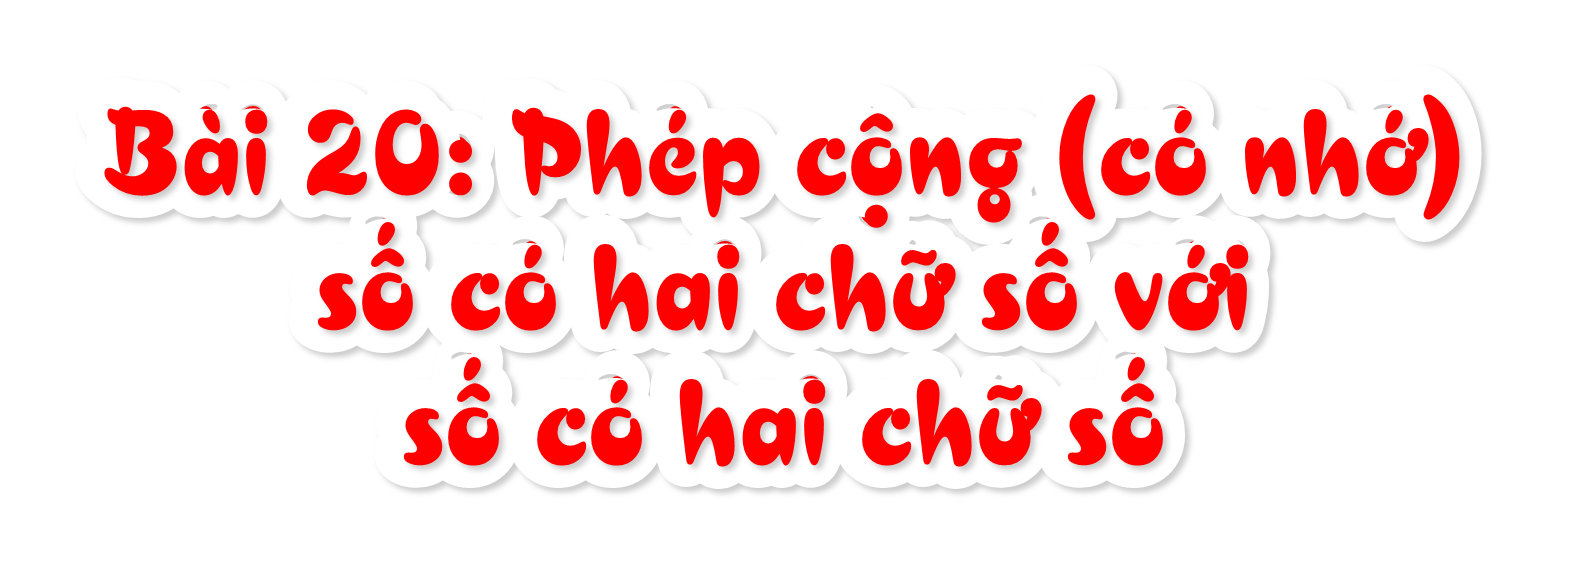 Bài 20: Phép cộng (có nhớ)
số có hai chữ số với
số có hai chữ số